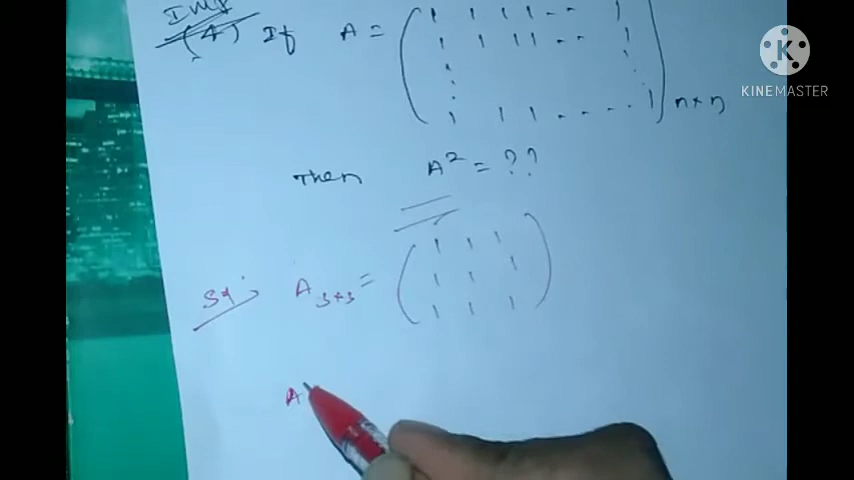 Imp
(4) If A = ( 1 1 1 1 - - 1
1 1 1 1 - - 1
1 1 1 - - - - 1 ) n×n
Then A² = ??
Sol: A 3×3 = ( 1 1 1
1 1 1
1 1 1 )
A
K
KINEMASTER